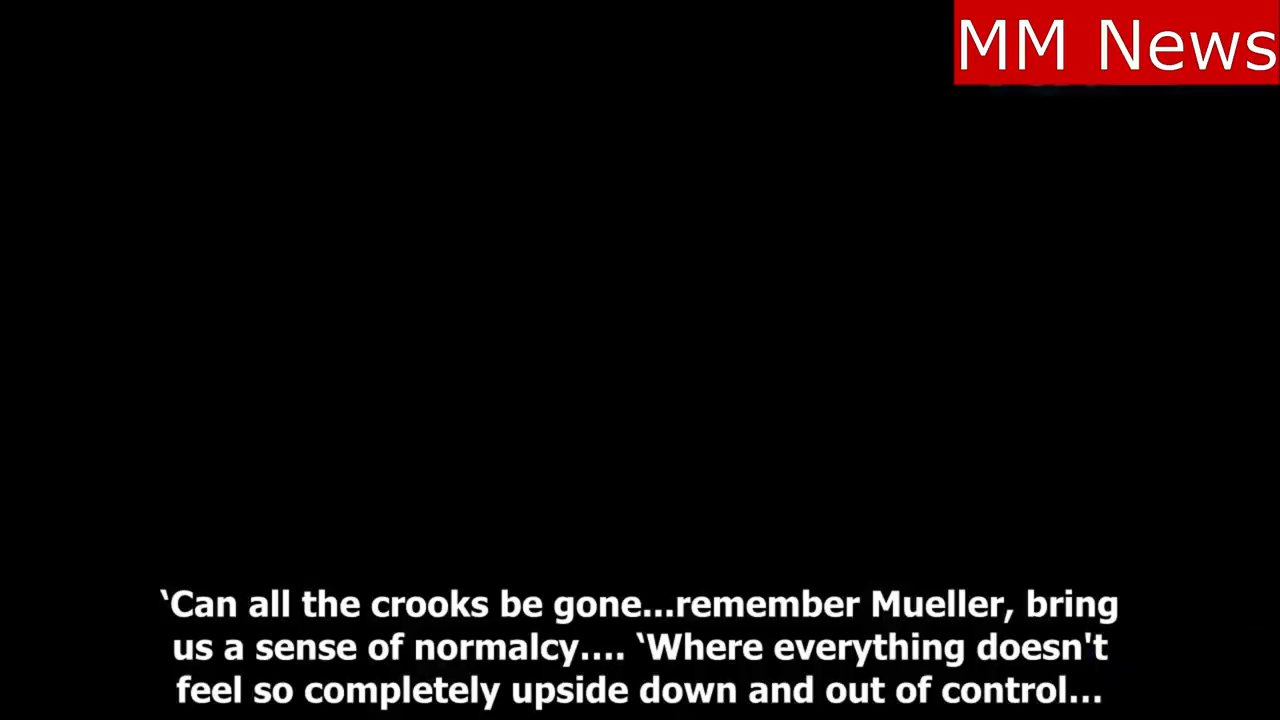 MM News
‘Can all the crooks be gone...remember Mueller, bring
us a sense of normalcy.... ‘Where everything doesn't
feel so completely upside down and out of control...